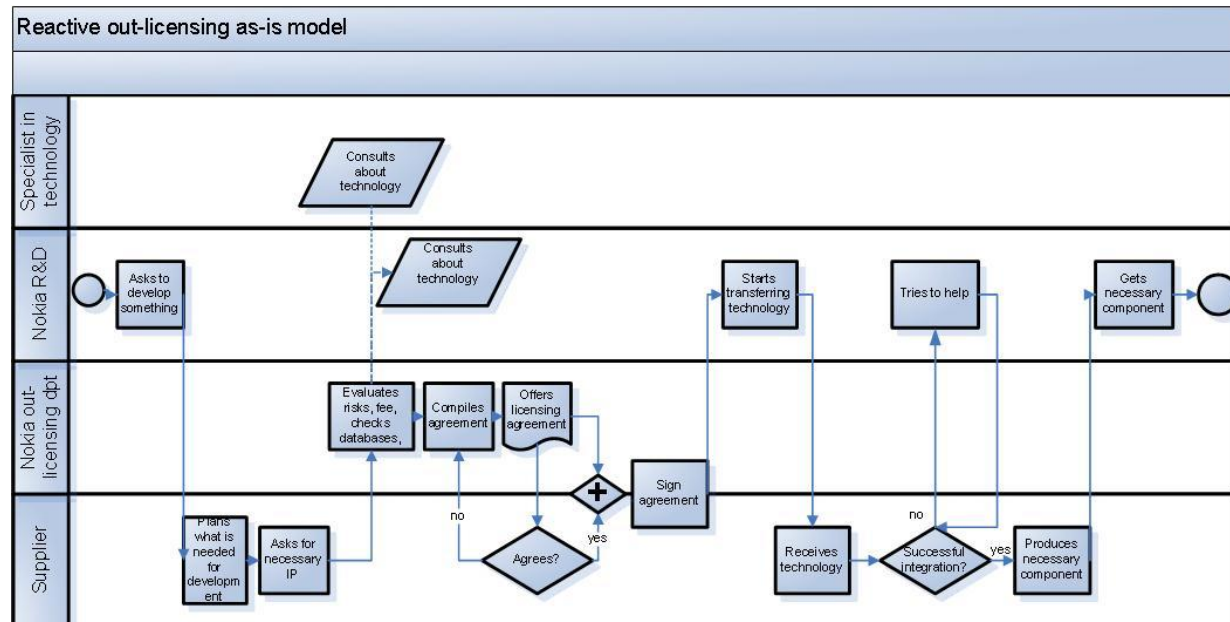 Reactive out-licensing as-is model
Specialist in
technology
Consults
about
technology
Nokia R&D
Asks to
develop
something
Consults
about
technology
Starts
transferring
technology
Tries to help
Gets
necessary
component
Nokia out-
licensing dpt
Evaluates
risks, fee,
checks
databases,
Compiles
agreement
Offers
licensing
agreement
Sign
agreement
Supplier
Plans what
is needed
for
developm
ent
Asks for
necessary
IP
no
Agrees?
yes
Receives
technology
no
Successful
integration?
yes
Produces
necessary
component